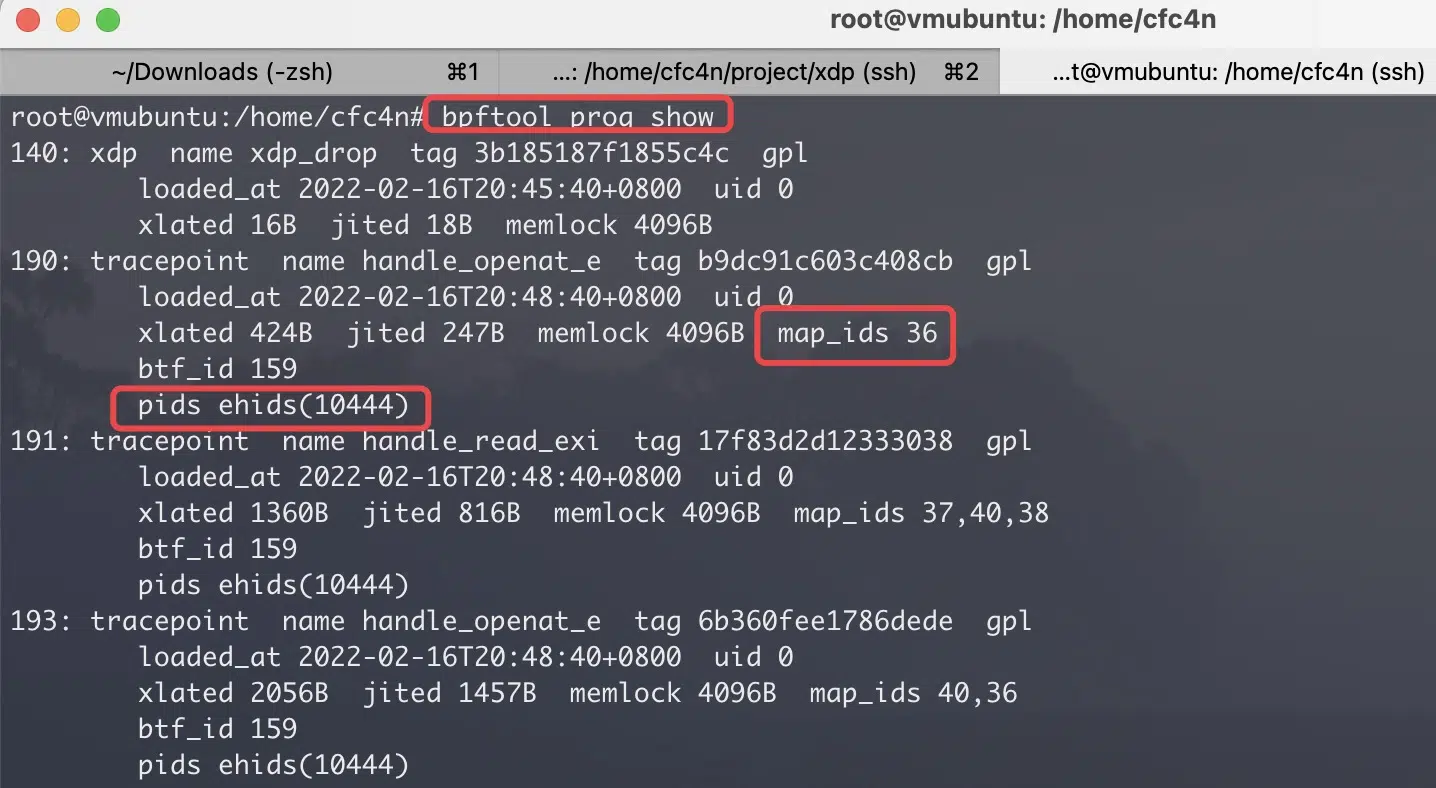 root@vmubuntu: /home/cfc4n
~/Downloads (-zsh) ⌘1 ...: /home/cfc4n/project/xdp (ssh) ⌘2 ...t@vmubuntu: /home/cfc4n (ssh)
root@vmubuntu:/home/cfc4n# bpftool prog show
140: xdp  name xdp_drop  tag 3b185187f1855c4c  gpl
        loaded_at 2022-02-16T20:45:40+0800  uid 0
        xlated 16B  jited 18B  memlock 4096B
190: tracepoint  name handle_openat_e  tag b9dc91c603c408cb  gpl
        loaded_at 2022-02-16T20:48:40+0800  uid 0
        xlated 424B  jited 247B  memlock 4096B  map_ids 36
        btf_id 159
        pids ehids(10444)
191: tracepoint  name handle_read_exi  tag 17f83d2d12333038  gpl
        loaded_at 2022-02-16T20:48:40+0800  uid 0
        xlated 1360B  jited 816B  memlock 4096B  map_ids 37,40,38
        btf_id 159
        pids ehids(10444)
193: tracepoint  name handle_openat_e  tag 6b360fee1786dede  gpl
        loaded_at 2022-02-16T20:48:40+0800  uid 0
        xlated 2056B  jited 1457B  memlock 4096B  map_ids 40,36
        btf_id 159
        pids ehids(10444)